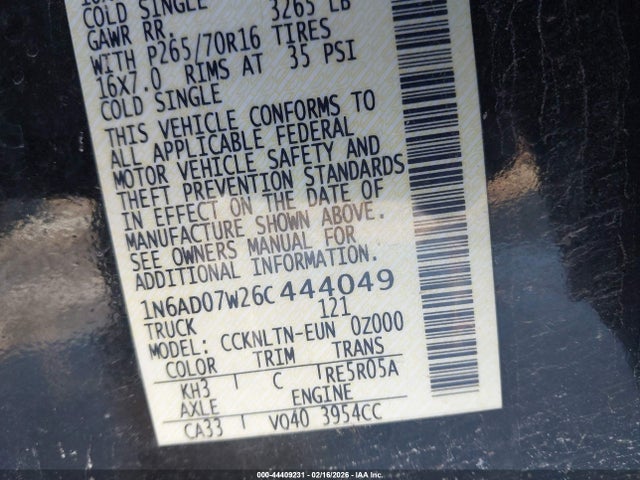 COLD SINGLE 3265 LB
GAWR RR.
WITH P265/70R16 TIRES
16X7.0 RIMS AT 35 PSI
COLD SINGLE
THIS VEHICLE CONFORMS TO
ALL APPLICABLE FEDERAL
MOTOR VEHICLE SAFETY AND
THEFT PREVENTION STANDARDS
IN EFFECT ON THE DATE OF
MANUFACTURE SHOWN ABOVE.
SEE OWNERS MANUAL FOR
ADDITIONAL INFORMATION.
1N6AD07W26C444049
TRUCK 121
MODEL: CCKNLTN-EUN 0Z000
COLOR TRIM TRANS
KH3 C RE5R05A
AXLE ENGINE
CA33 VQ40 3954CC
000-44409231 - 02/16/2026 - IAA Inc.